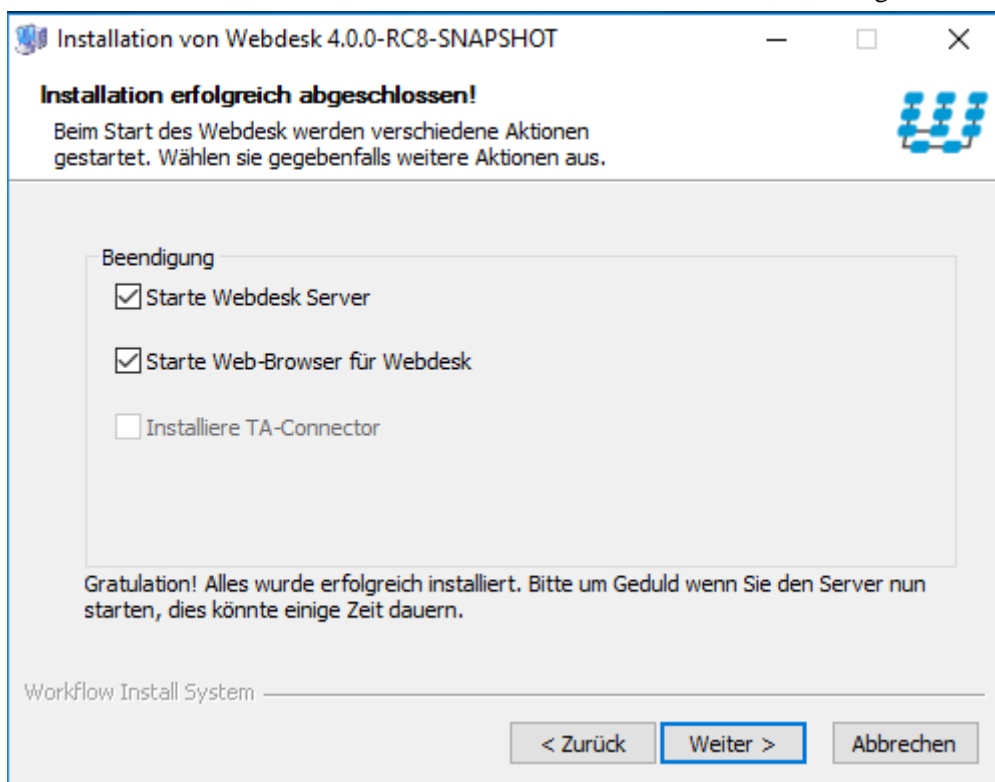 Installation von Webdesk 4.0.0-RC8-SNAPSHOT
Installation erfolgreich abgeschlossen!
Beim Start des Webdesk werden verschiedene Aktionen
gestartet. Wählen sie gegebenfalls weitere Aktionen aus.
Beendigung
Starte Webdesk Server
Starte Web-Browser für Webdesk
Installiere TA-Connector
Gratulation! Alles wurde erfolgreich installiert. Bitte um Geduld wenn Sie den Server nun
starten, dies könnte einige Zeit dauern.
Workflow Install System
< Zurück
Weiter >
Abbrechen